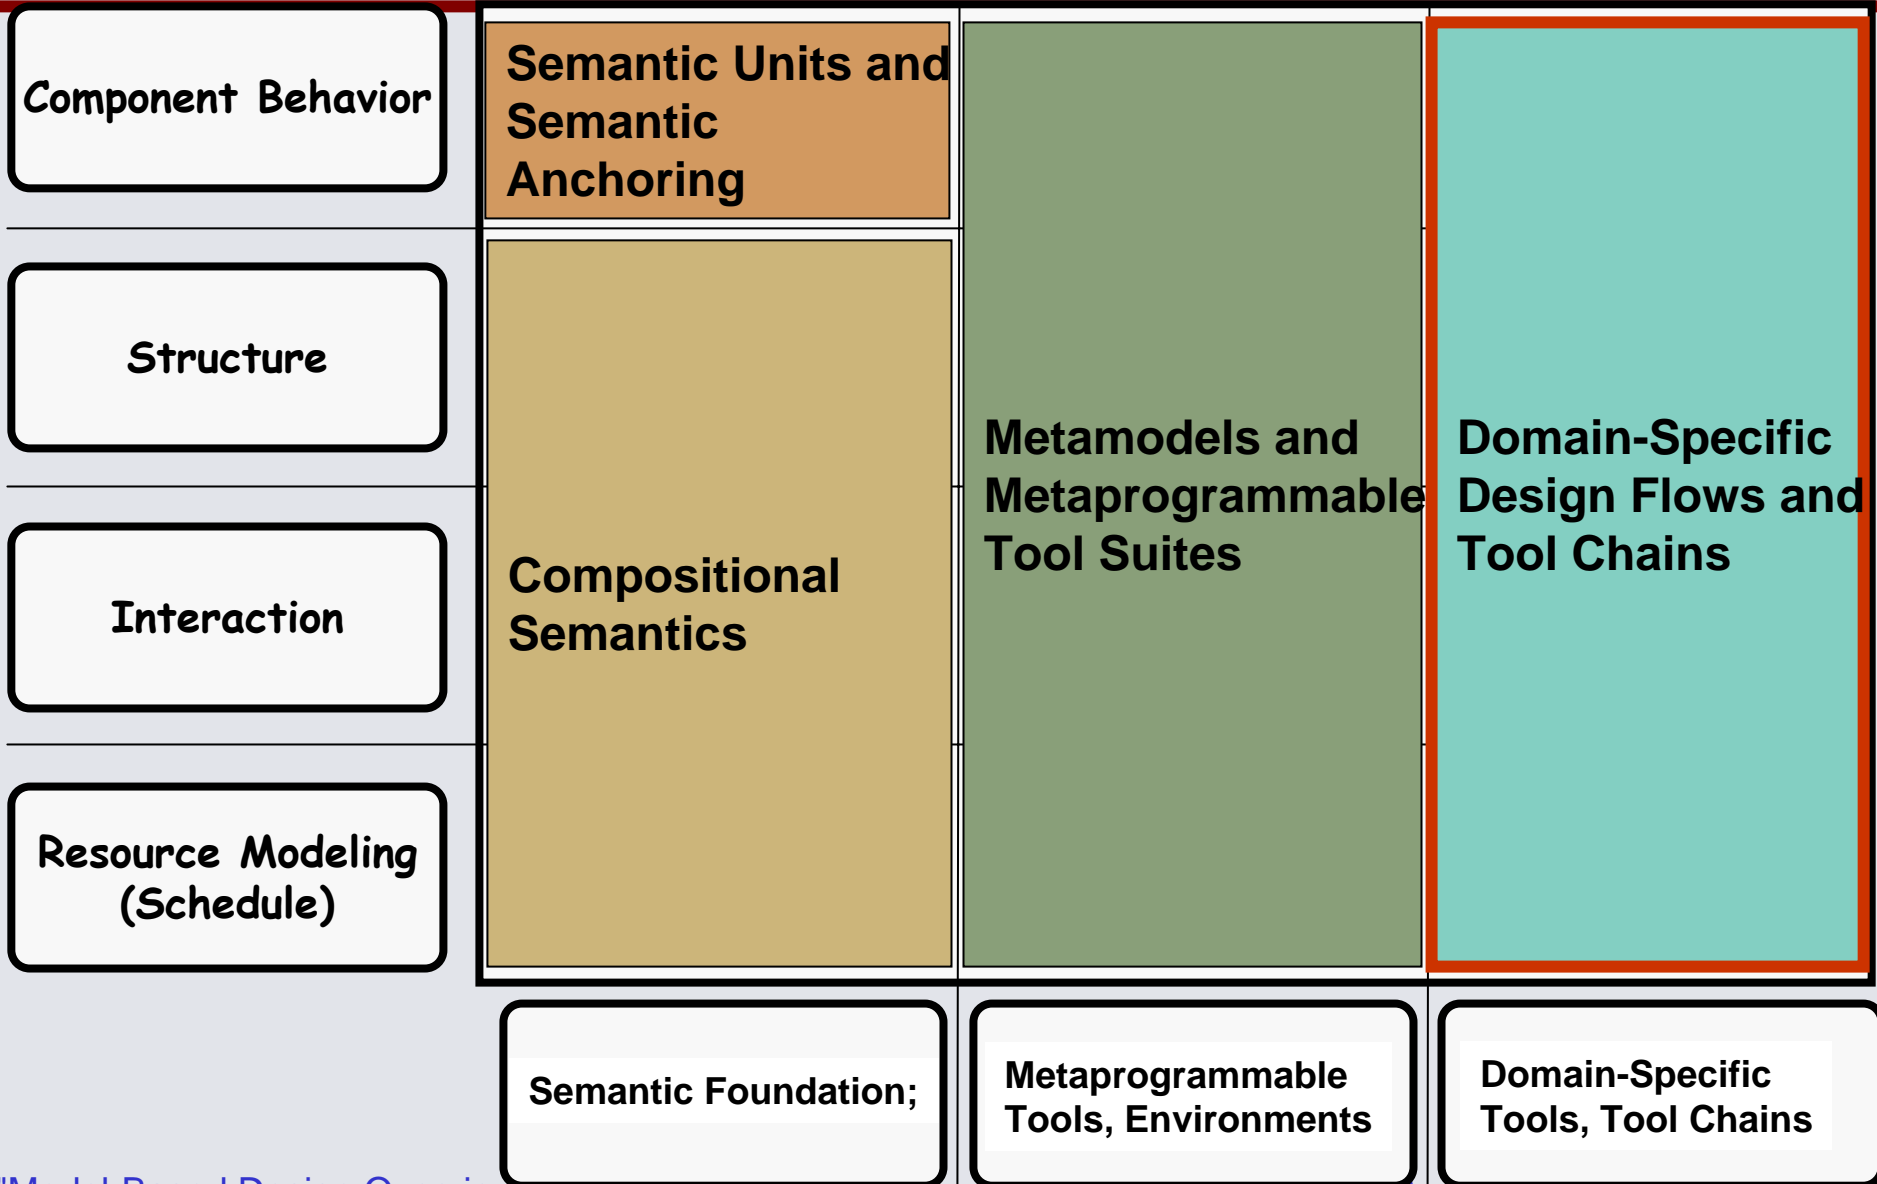 Component Behavior
Semantic Units and
Semantic
Anchoring
Structure
Metamodels and
Metaprogrammable
Tool Suites
Domain-Specific
Design Flows and
Tool Chains
Interaction
Compositional
Semantics
Resource Modeling
(Schedule)
Semantic Foundation;
Metaprogrammable
Tools, Environments
Domain-Specific
Tools, Tool Chains